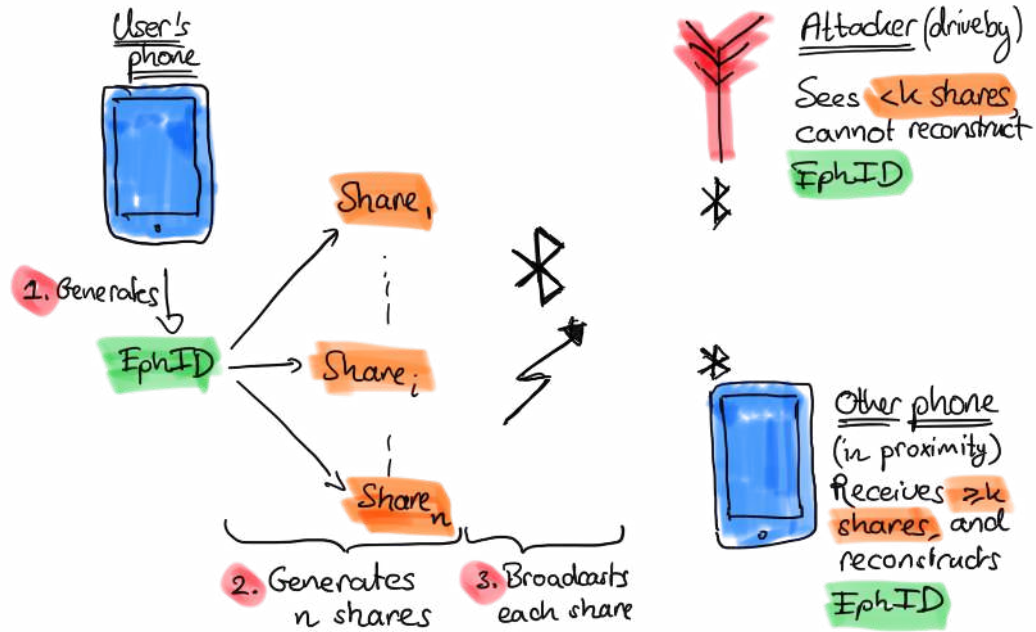 User's
phone
1. Generates
EphID
Share1
Sharei
Sharen
2. Generates
n shares
3. Broadcasts
each share
Attacker (driveby)
Sees <k shares,
cannot reconstruct
EphID
Other phone
(in proximity)
Receives ⩾k
shares, and
reconstructs
EphID